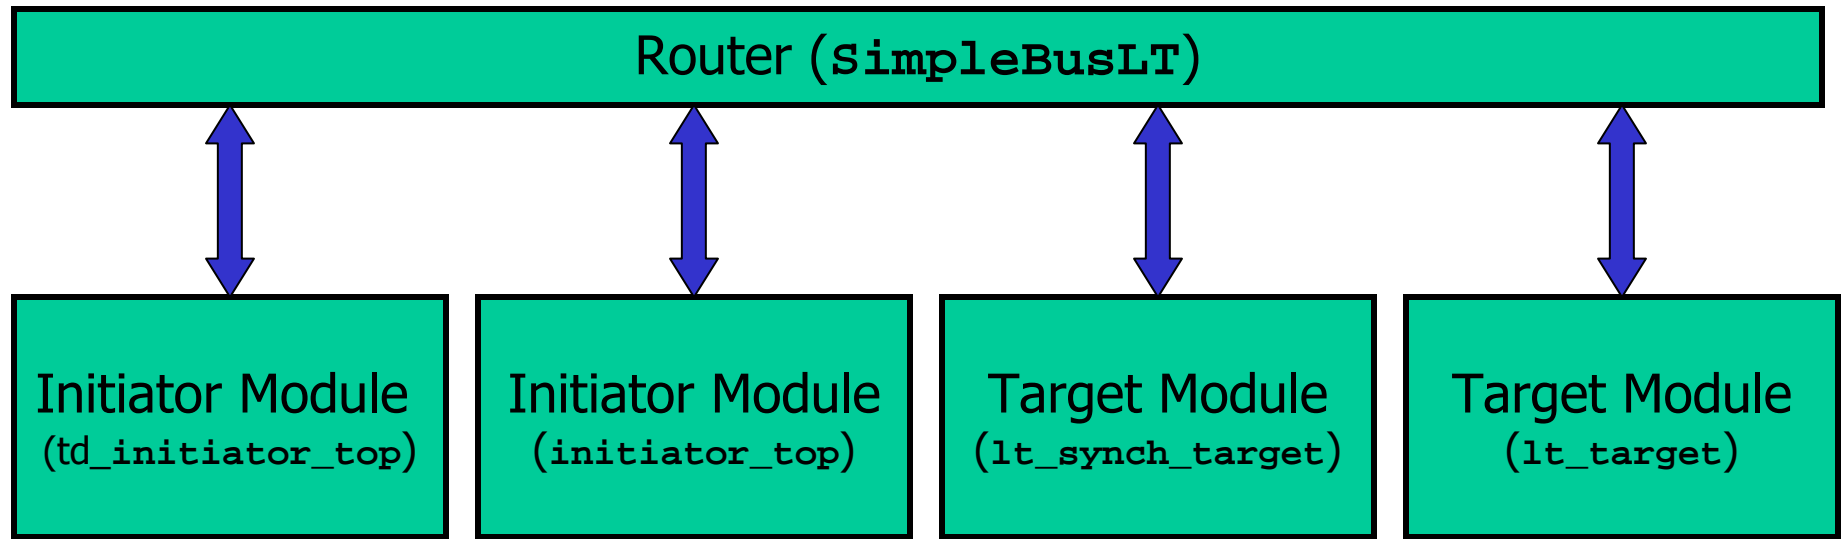 Router (SimpleBusLT)
Initiator Module
(td_initiator_top)
Initiator Module
(initiator_top)
Target Module
(lt_synch_target)
Target Module
(lt_target)